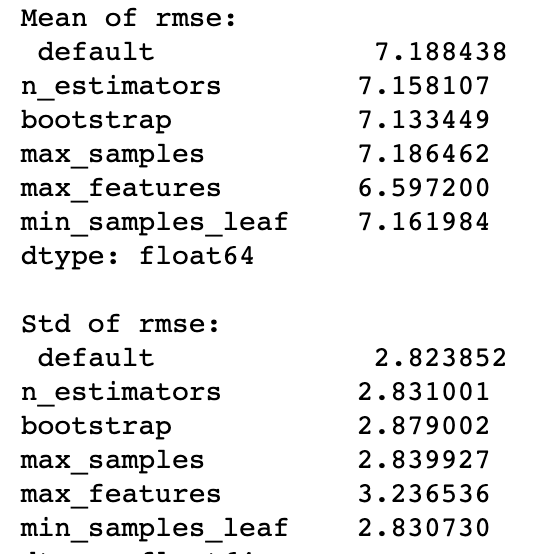 Mean of rmse:
default 7.188438
n_estimators 7.158107
bootstrap 7.133449
max_samples 7.186462
max_features 6.597200
min_samples_leaf 7.161984
dtype: float64
Std of rmse:
default 2.823852
n_estimators 2.831001
bootstrap 2.879002
max_samples 2.839927
max_features 3.236536
min_samples_leaf 2.830730